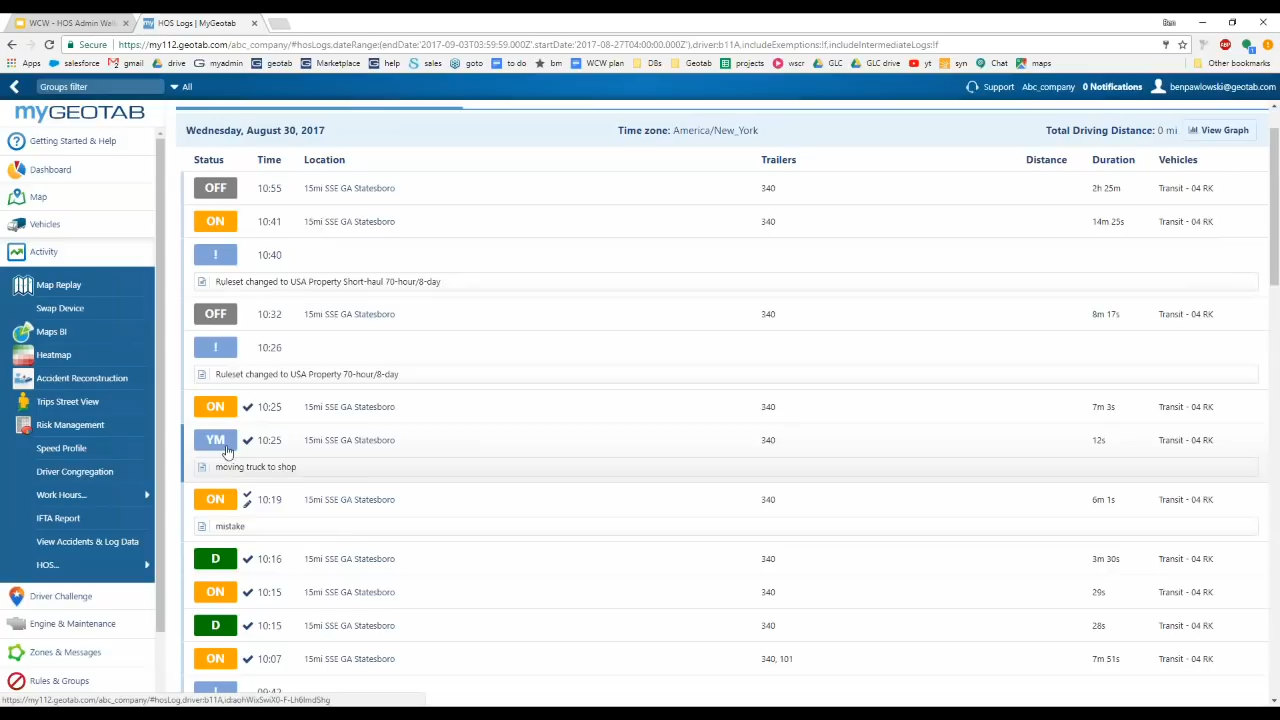 WCW - HOS Admin Wal
HOS Logs | MyGeotab
Secure
https://my112.geotab.com/abc_company/#hosLogs,dateRange:(endDate:'2017-09-03T03:59:59.000Z',startDate:'2017-08-27T04:00:00.000Z'),driver:b11A,includeExemptions:!f,includeIntermediateLogs:!f
Apps salesforce gmail drive myadmin geotab Marketplace help sales goto to do bm WCW plan DBs Geotab projects wscr GLC GLC drive yt syn Chat maps Other bookmarks
Groups filter All Support Abc_company 0 Notifications benpawlowski@geotab.com
myGEOTAB
Getting Started & Help
Dashboard
Map
Vehicles
Activity
Map Replay
Swap Device
Maps BI
Heatmap
Accident Reconstruction
Trips Street View
Risk Management
Speed Profile
Driver Congregation
Work Hours...
IFTA Report
View Accidents & Log Data
HOS...
Driver Challenge
Engine & Maintenance
Zones & Messages
Rules & Groups
Wednesday, August 30, 2017 Time zone: America/New_York Total Driving Distance: 0 mi View Graph
Status Time Location Trailers Distance Duration Vehicles
OFF 10:55 15mi SSE GA Statesboro 340 2h 25m Transit - 04 RK
ON 10:41 15mi SSE GA Statesboro 340 14m 25s Transit - 04 RK
! 10:40
Ruleset changed to USA Property Short-haul 70-hour/8-day
OFF 10:32 15mi SSE GA Statesboro 340 8m 17s Transit - 04 RK
! 10:26
Ruleset changed to USA Property 70-hour/8-day
ON 10:25 15mi SSE GA Statesboro 340 7m 3s Transit - 04 RK
YM 10:25 15mi SSE GA Statesboro 340 12s Transit - 04 RK
moving truck to shop
ON 10:19 15mi SSE GA Statesboro 340 6m 1s Transit - 04 RK
mistake
D 10:16 15mi SSE GA Statesboro 340 3m 30s Transit - 04 RK
ON 10:15 15mi SSE GA Statesboro 340 29s Transit - 04 RK
D 10:15 15mi SSE GA Statesboro 340 28s Transit - 04 RK
ON 10:07 15mi SSE GA Statesboro 340, 101 7m 51s Transit - 04 RK
! 09:42